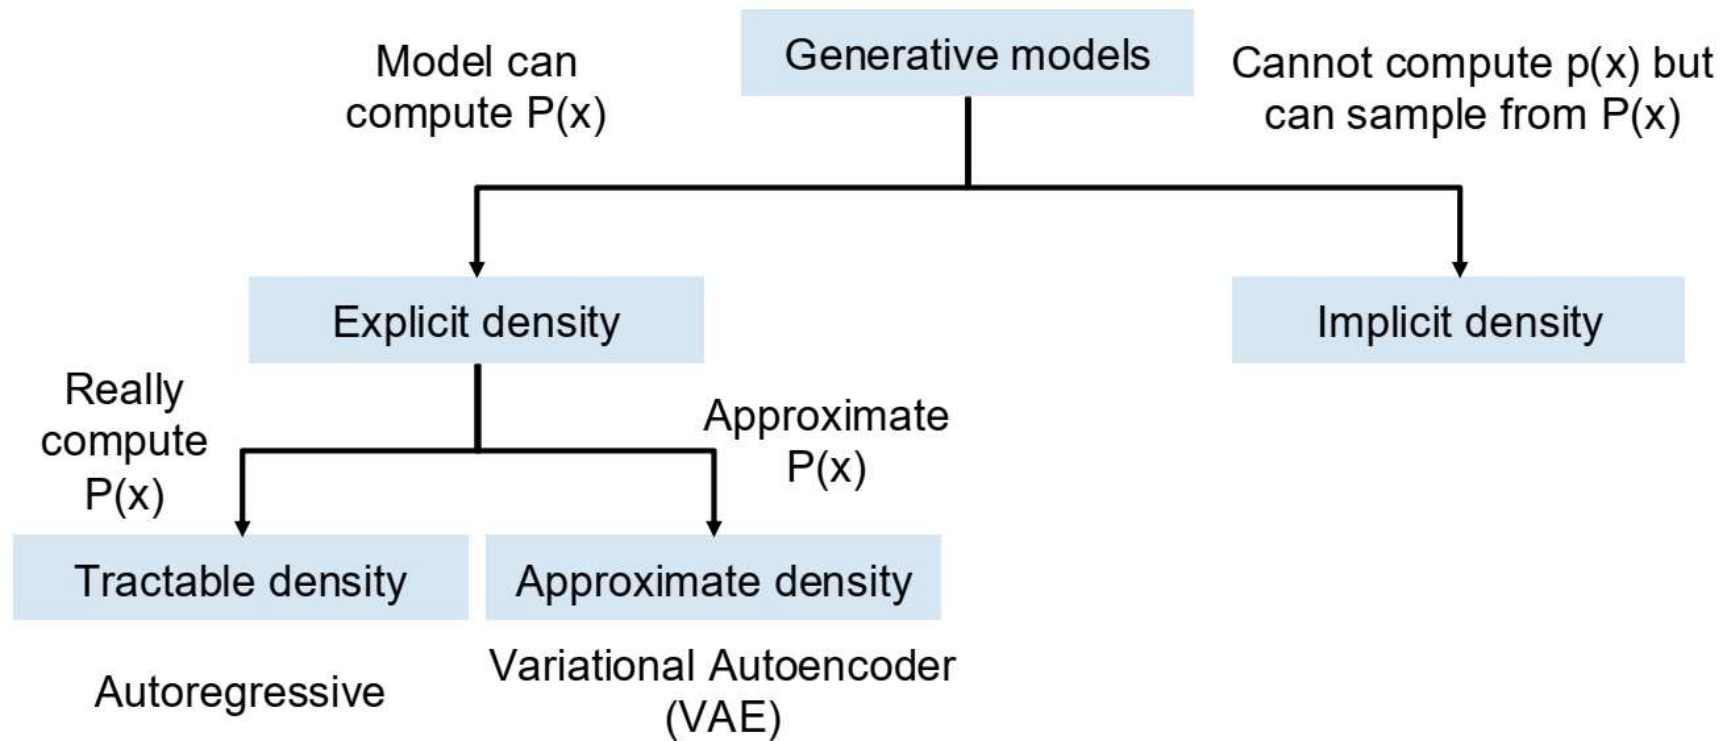 Generative models
Model can
compute P(x)
Cannot compute p(x) but
can sample from P(x)
Explicit density
Implicit density
Really
compute
P(x)
Approximate
P(x)
Tractable density
Approximate density
Autoregressive
Variational Autoencoder
(VAE)